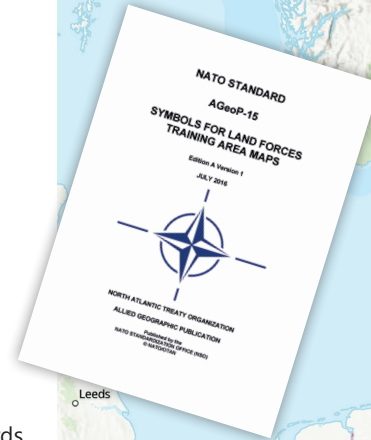 NATO STANDARD
AGeoP-15
SYMBOLS FOR LAND FORCES
TRAINING AREA MAPS
Edition A Version 1
JULY 2016
NORTH ATLANTIC TREATY ORGANIZATION
ALLIED GEOGRAPHIC PUBLICATION
Published by the
NATO STANDARDIZATION OFFICE (NSO)
© NATO/OTAN
Leeds